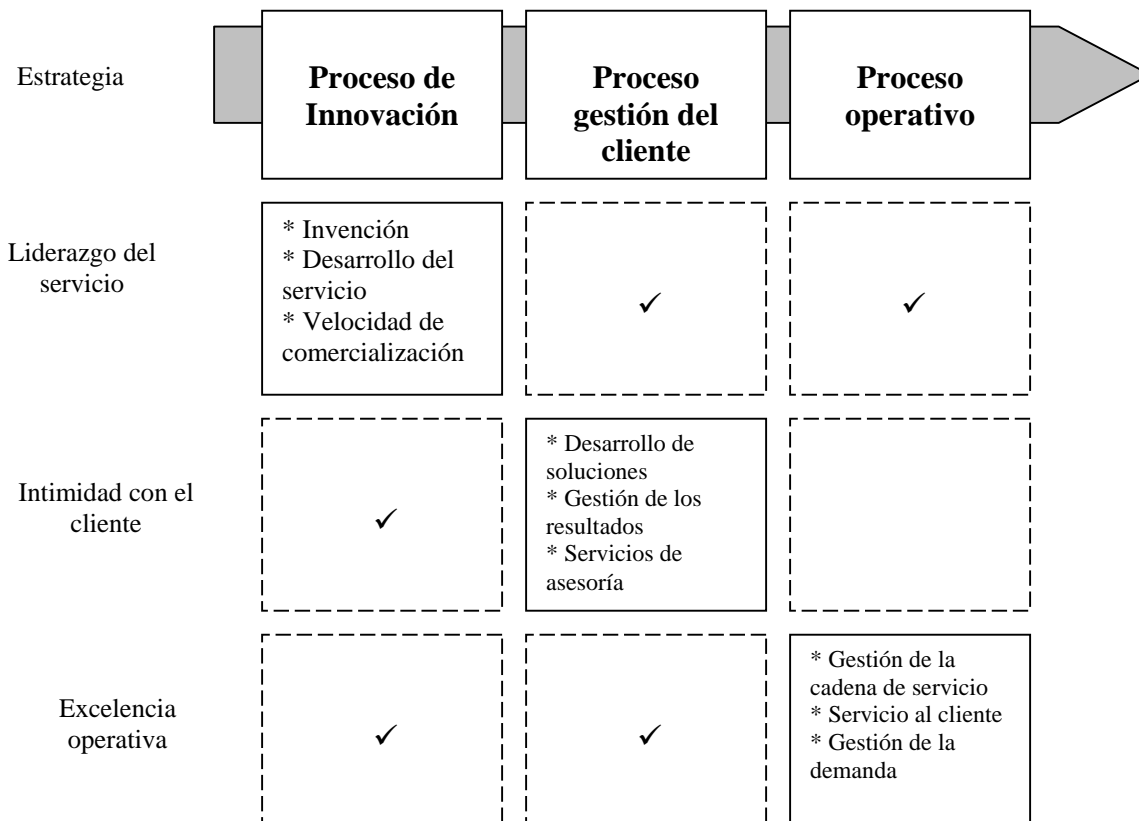 Estrategia
Proceso de
Innovación
Proceso
gestión del
cliente
Proceso
operativo
Liderazgo del
servicio
* Invención
* Desarrollo del
servicio
* Velocidad de
comercialización
✓
✓
Intimidad con el
cliente
✓
* Desarrollo de
soluciones
* Gestión de los
resultados
* Servicios de
asesoría
Excelencia
operativa
✓
✓
* Gestión de la
cadena de servicio
* Servicio al cliente
* Gestión de la
demanda